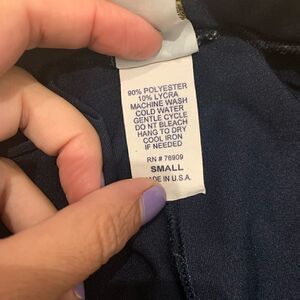 90% POLYESTER
10% LYCRA
MACHINE WASH
COLD WATER
GENTLE CYCLE
DO NT BLEACH
HANG TO DRY
COOL IRON
IF NEEDED
RN # 76909
SMALL
MADE IN U.S.A.